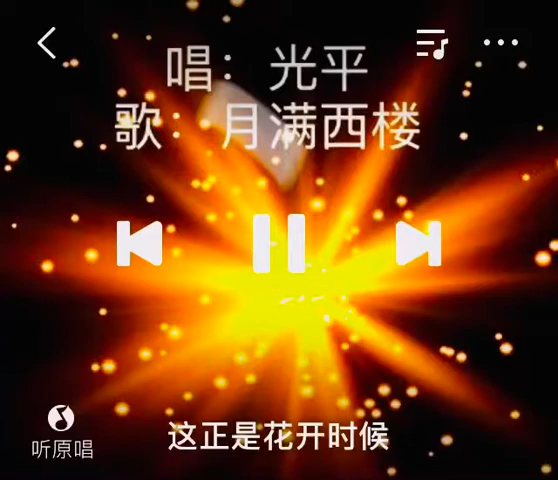 唱：光平
歌：月满西楼
听原唱
这正是花开时候